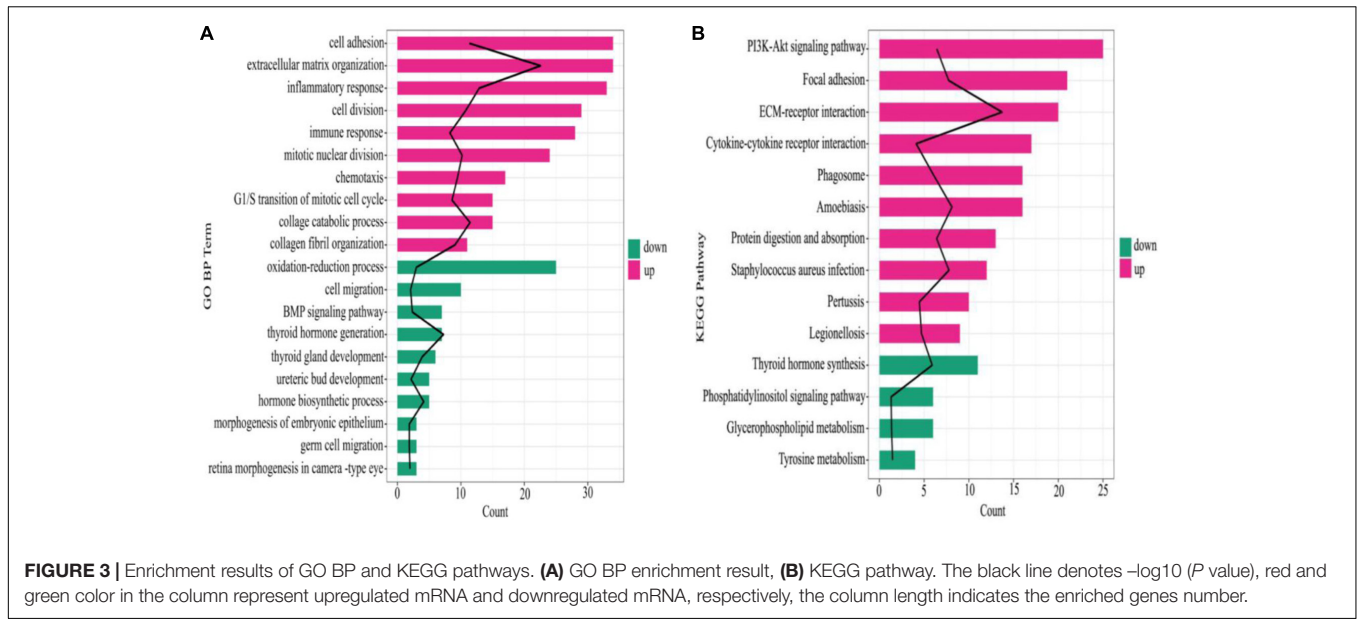 A
cell adhesion
extracellular matrix organization
inflammatory response
cell division
immune response
mitotic nuclear division
chemotaxis
G1/S transition of mitotic cell cycle
collage catabolic process
collagen fibril organization
oxidation-reduction process
cell migration
BMP signaling pathway
thyroid hormone generation
thyroid gland development
ureteric bud development
hormone biosynthetic process
morphogenesis of embryonic epithelium
germ cell migration
retina morphogenesis in camera -type eye
GO BP Term
0 10 20 30
Count
down
up
B
PI3K-Akt signaling pathway
Focal adhesion
ECM-receptor interaction
Cytokine-cytokine receptor interaction
Phagosome
Amoebiasis
Protein digestion and absorption
Staphylococcus aureus infection
Pertussis
Legionellosis
Thyroid hormone synthesis
Phosphatidylinositol signaling pathway
Glycerophospholipid metabolism
Tyrosine metabolism
KEGG Pathway
0 5 10 15 20 25
Count
down
up
FIGURE 3 | Enrichment results of GO BP and KEGG pathways. (A) GO BP enrichment result, (B) KEGG pathway. The black line denotes –log10 (P value), red and
green color in the column represent upregulated mRNA and downregulated mRNA, respectively, the column length indicates the enriched genes number.